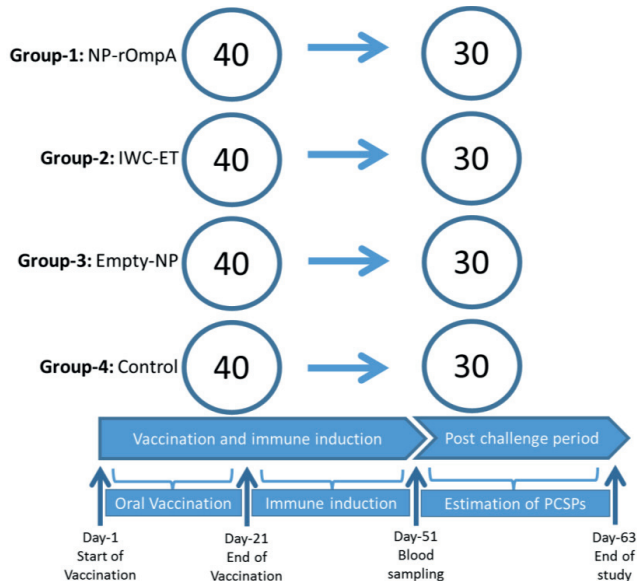 Group-1: NP-rOmpA 40 30
Group-2: IWC-ET 40 30
Group-3: Empty-NP 40 30
Group-4: Control 40 30
Vaccination and immune induction
Post challenge period
Oral Vaccination
Immune induction
Estimation of PCSPs
Day-1
Start of
Vaccination
Day-21
End of
Vaccination
Day-51
Blood
sampling
Day-63
End of
study